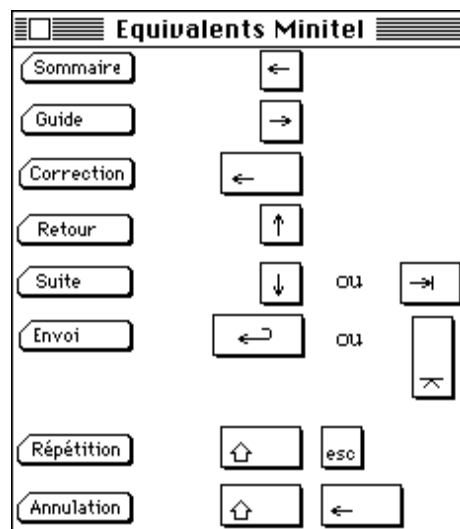 Equivalents Minitel
Sommaire
Guide
Correction
Retour
Suite ou
Envoi ou
Répétition esc
Annulation